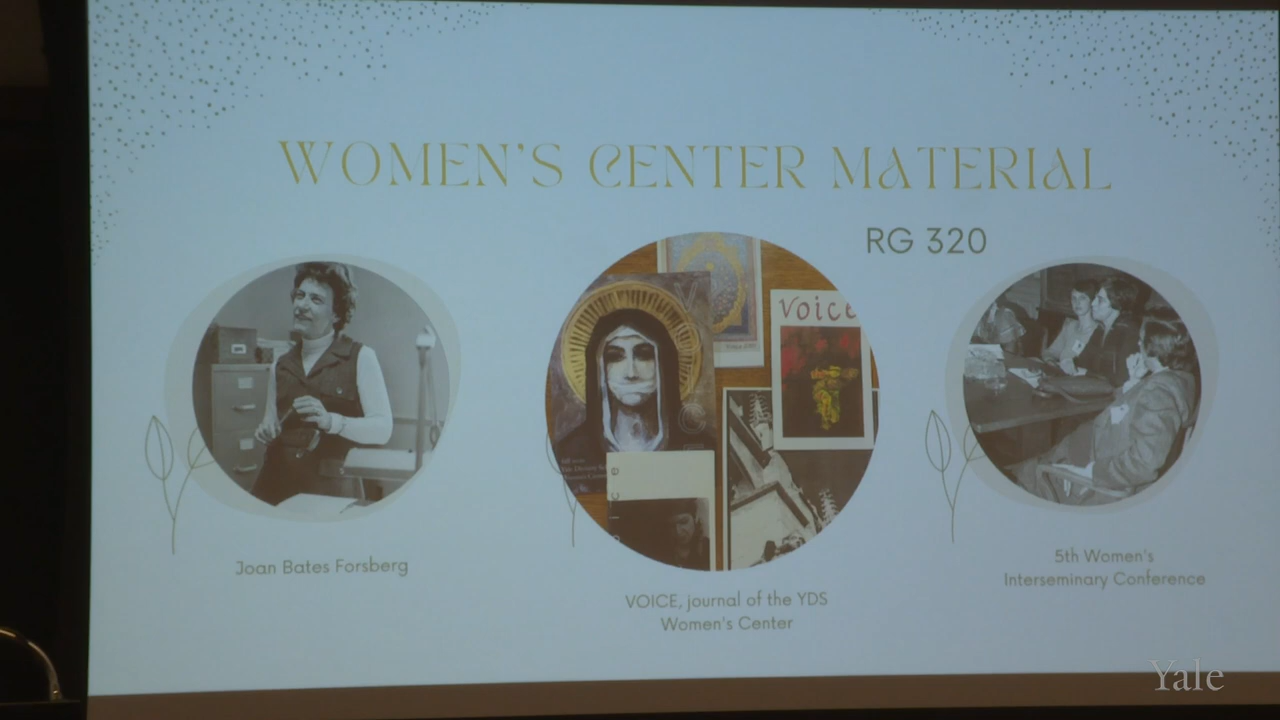 WOMEN'S CENTER MATERIAL
RG 320
Voice
Joan Bates Forsberg
VOICE, journal of the YDS
Women's Center
5th Women's
Interseminary Conference
Yale